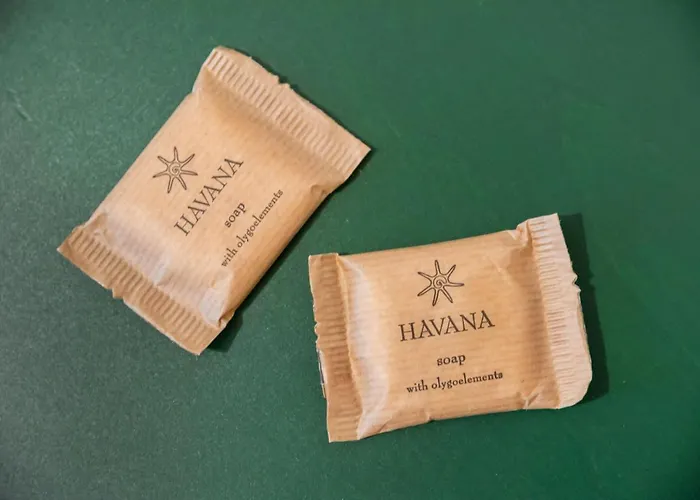 HAVANA
soap
with olygoelements
HAVANA
soap
with olygoelements